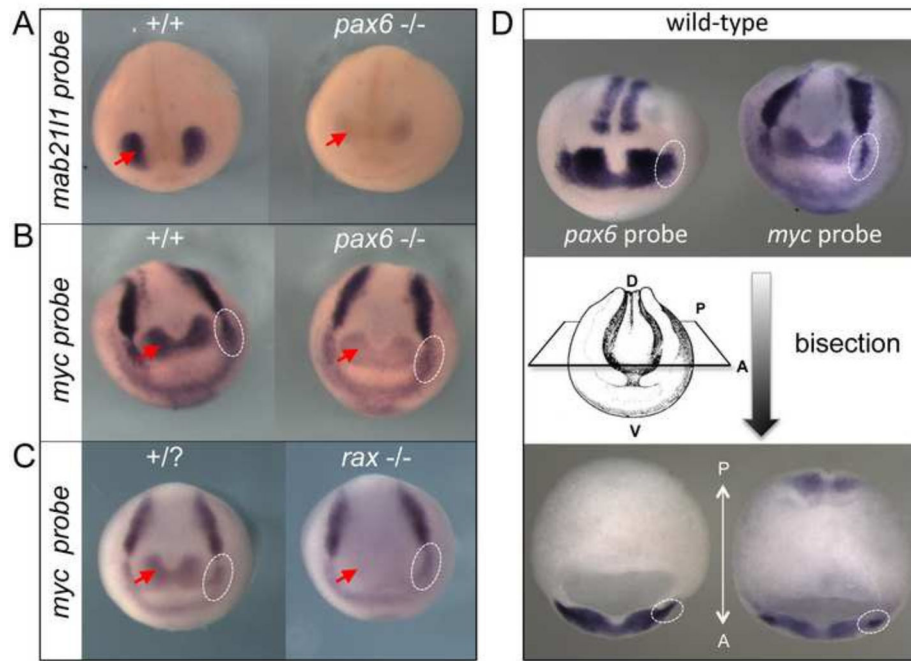 A
+/+
pax6 -/-
mab21l1 probe
B
+/+
pax6 -/-
myc probe
C
+/?
rax -/-
myc probe
D
wild-type
pax6 probe
myc probe
D
P
A
V
bisection
P
A